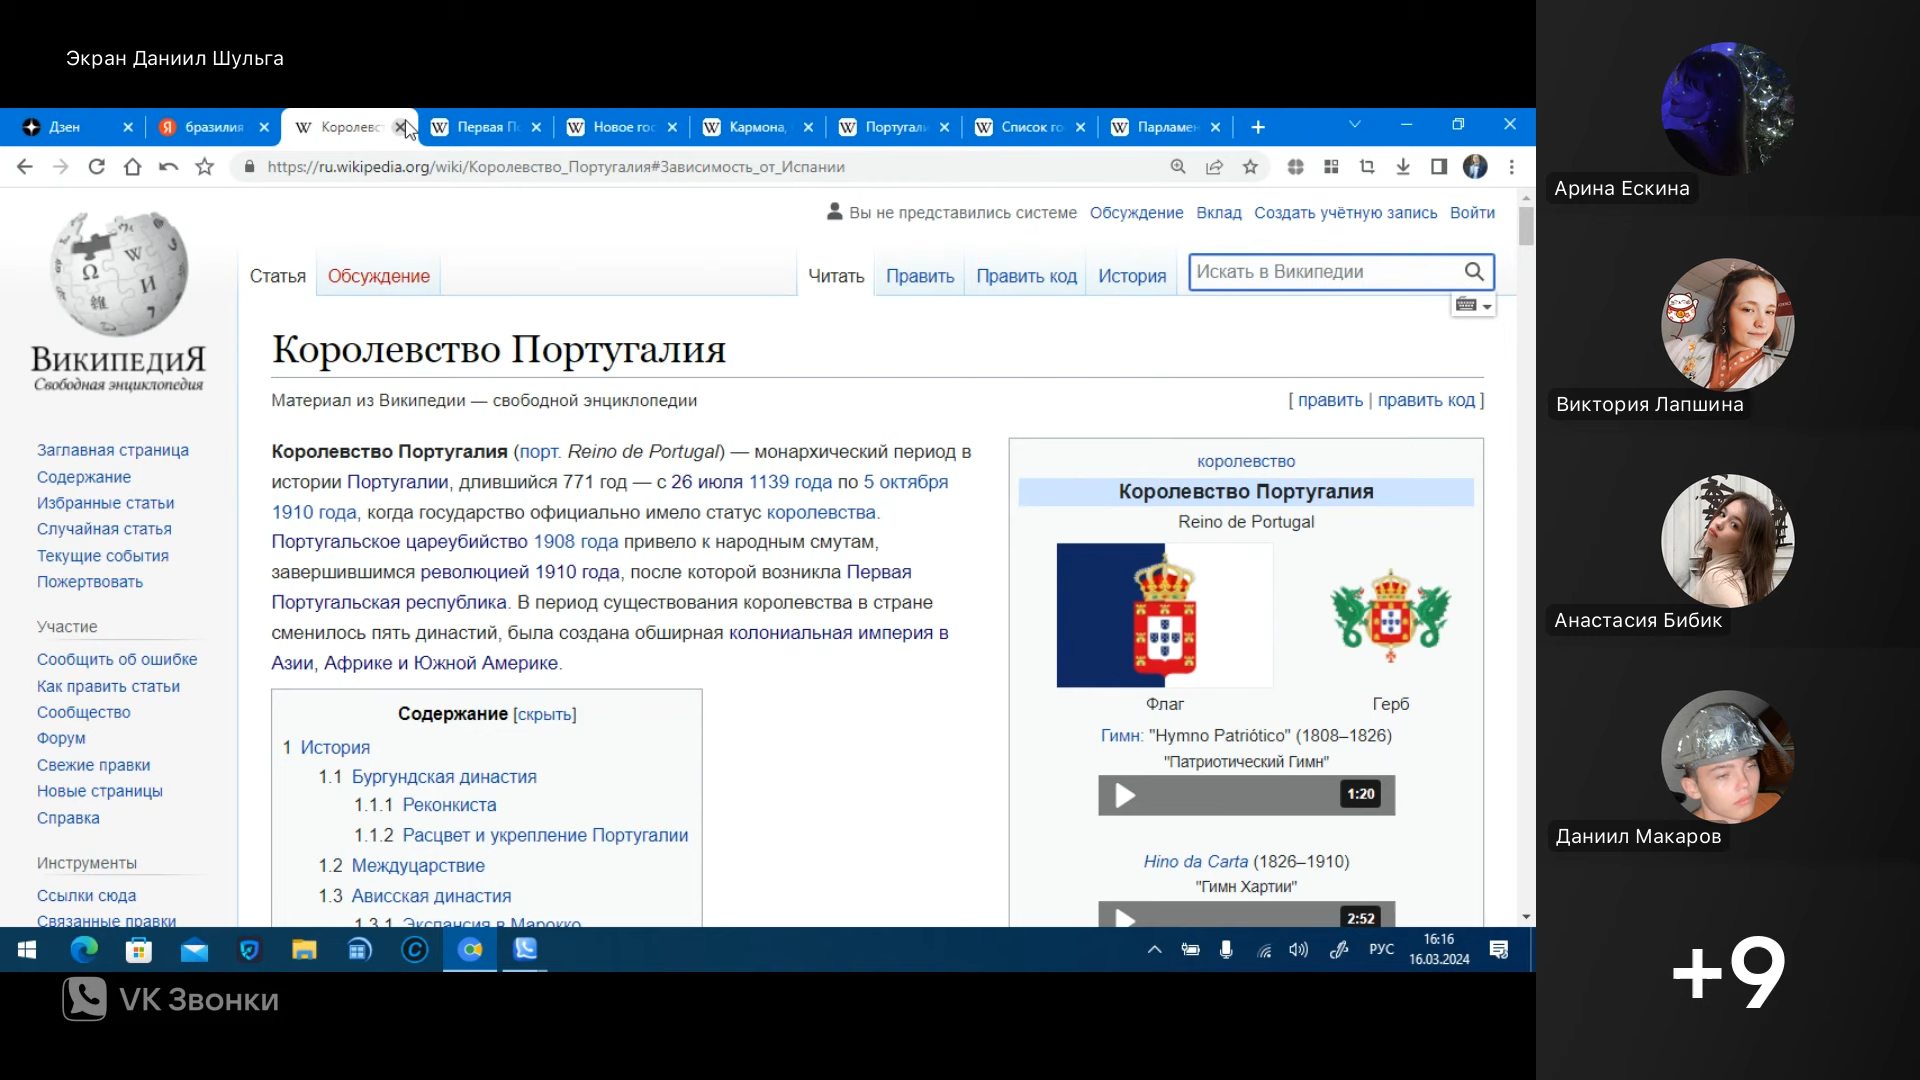 Экран Даниил Шульга
Дзен
бразилия
Королевст
Первая По
Новое гос
Кармона,
Португали
Список го
Парламен
https://ru.wikipedia.org/wiki/Королевство_Португалия#Зависимость_от_Испании
Вы не представились системе Обсуждение Вклад Создать учётную запись Войти
Статья Обсуждение Читать Править Править код История Искать в Википедии
ВикипедиЯ
Свободная энциклопедия
Заглавная страница
Содержание
Избранные статьи
Случайная статья
Текущие события
Пожертвовать
Участие
Сообщить об ошибке
Как править статьи
Сообщество
Форум
Свежие правки
Новые страницы
Справка
Инструменты
Ссылки сюда
Связанные правки
Королевство Португалия
Материал из Википедии — свободной энциклопедии
[ править | править код ]
Королевство Португалия (порт. Reino de Portugal) — монархический период в
истории Португалии, длившийся 771 год — с 26 июля 1139 года по 5 октября
1910 года, когда государство официально имело статус королевства.
Португальское цареубийство 1908 года привело к народным смутам,
завершившимся революцией 1910 года, после которой возникла Первая
Португальская республика. В период существования королевства в стране
сменилось пять династий, была создана обширная колониальная империя в
Азии, Африке и Южной Америке.
Содержание [скрыть]
1 История
1.1 Бургундская династия
1.1.1 Реконкиста
1.1.2 Расцвет и укрепление Португалии
1.2 Междуцарствие
1.3 Ависская династия
1.3.1 Экспансия в Марокко
королевство
Королевство Португалия
Reino de Portugal
Флаг Герб
Гимн: "Hymno Patriótico" (1808–1826)
"Патриотический Гимн"
1:20
Hino da Carta (1826–1910)
"Гимн Хартии"
2:52
РУС
16:16
16.03.2024
VK Звонки
Арина Ескина
Виктория Лапшина
Анастасия Бибик
Даниил Макаров
+9